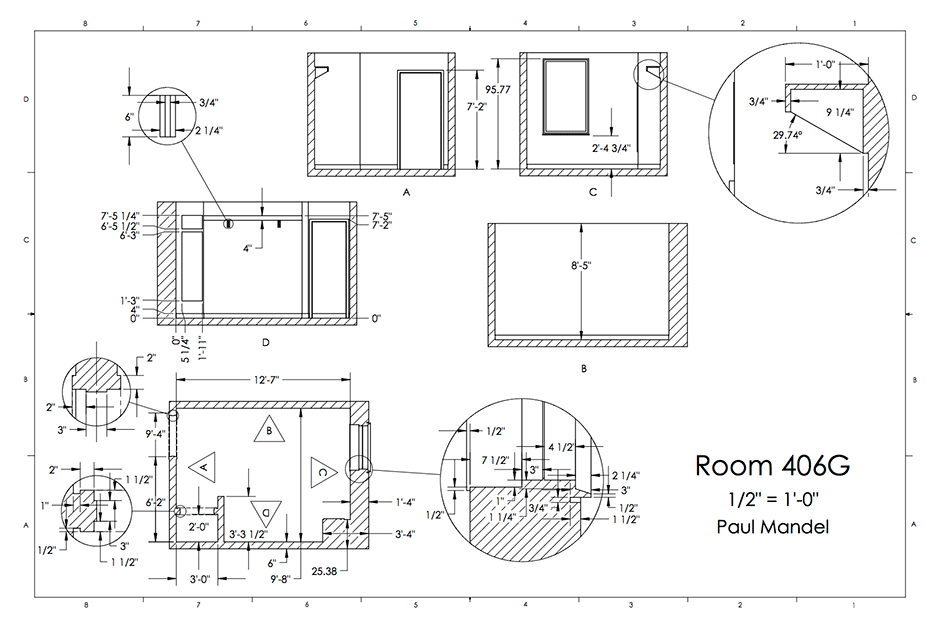 8 7 6 5 4 3 2 1
D
D
C
C
B
B
A
A
3/4"
6"
2 1/4"
7'-2"
A
95.77
2'-4 3/4"
C
1'-0"
3/4"
9 1/4"
29.74°
3/4"
7'-5 1/4"
6'-5 1/2"
6'-3"
7'-5"
7'-2"
4"
1'-3"
4"
0"
0"
0"
5 1/4"
1'-11"
D
8'-5"
B
2"
2"
3"
12'-7"
9'-4"
B
A
C
D
6'-2"
2'-0"
3'-3 1/2"
1'-4"
3'-4"
6"
3'-0"
9'-8"
25.38
2"
1 1/2"
1"
1/2"
3"
1 1/2"
1/2"
7 1/2"
4 1/2"
3"
2 1/4"
3"
1"
1/2"
1/2"
3/4"
1 1/4"
1 1/2"
Room 406G
1/2" = 1'-0"
Paul Mandel
8 7 6 5 4 3 2 1